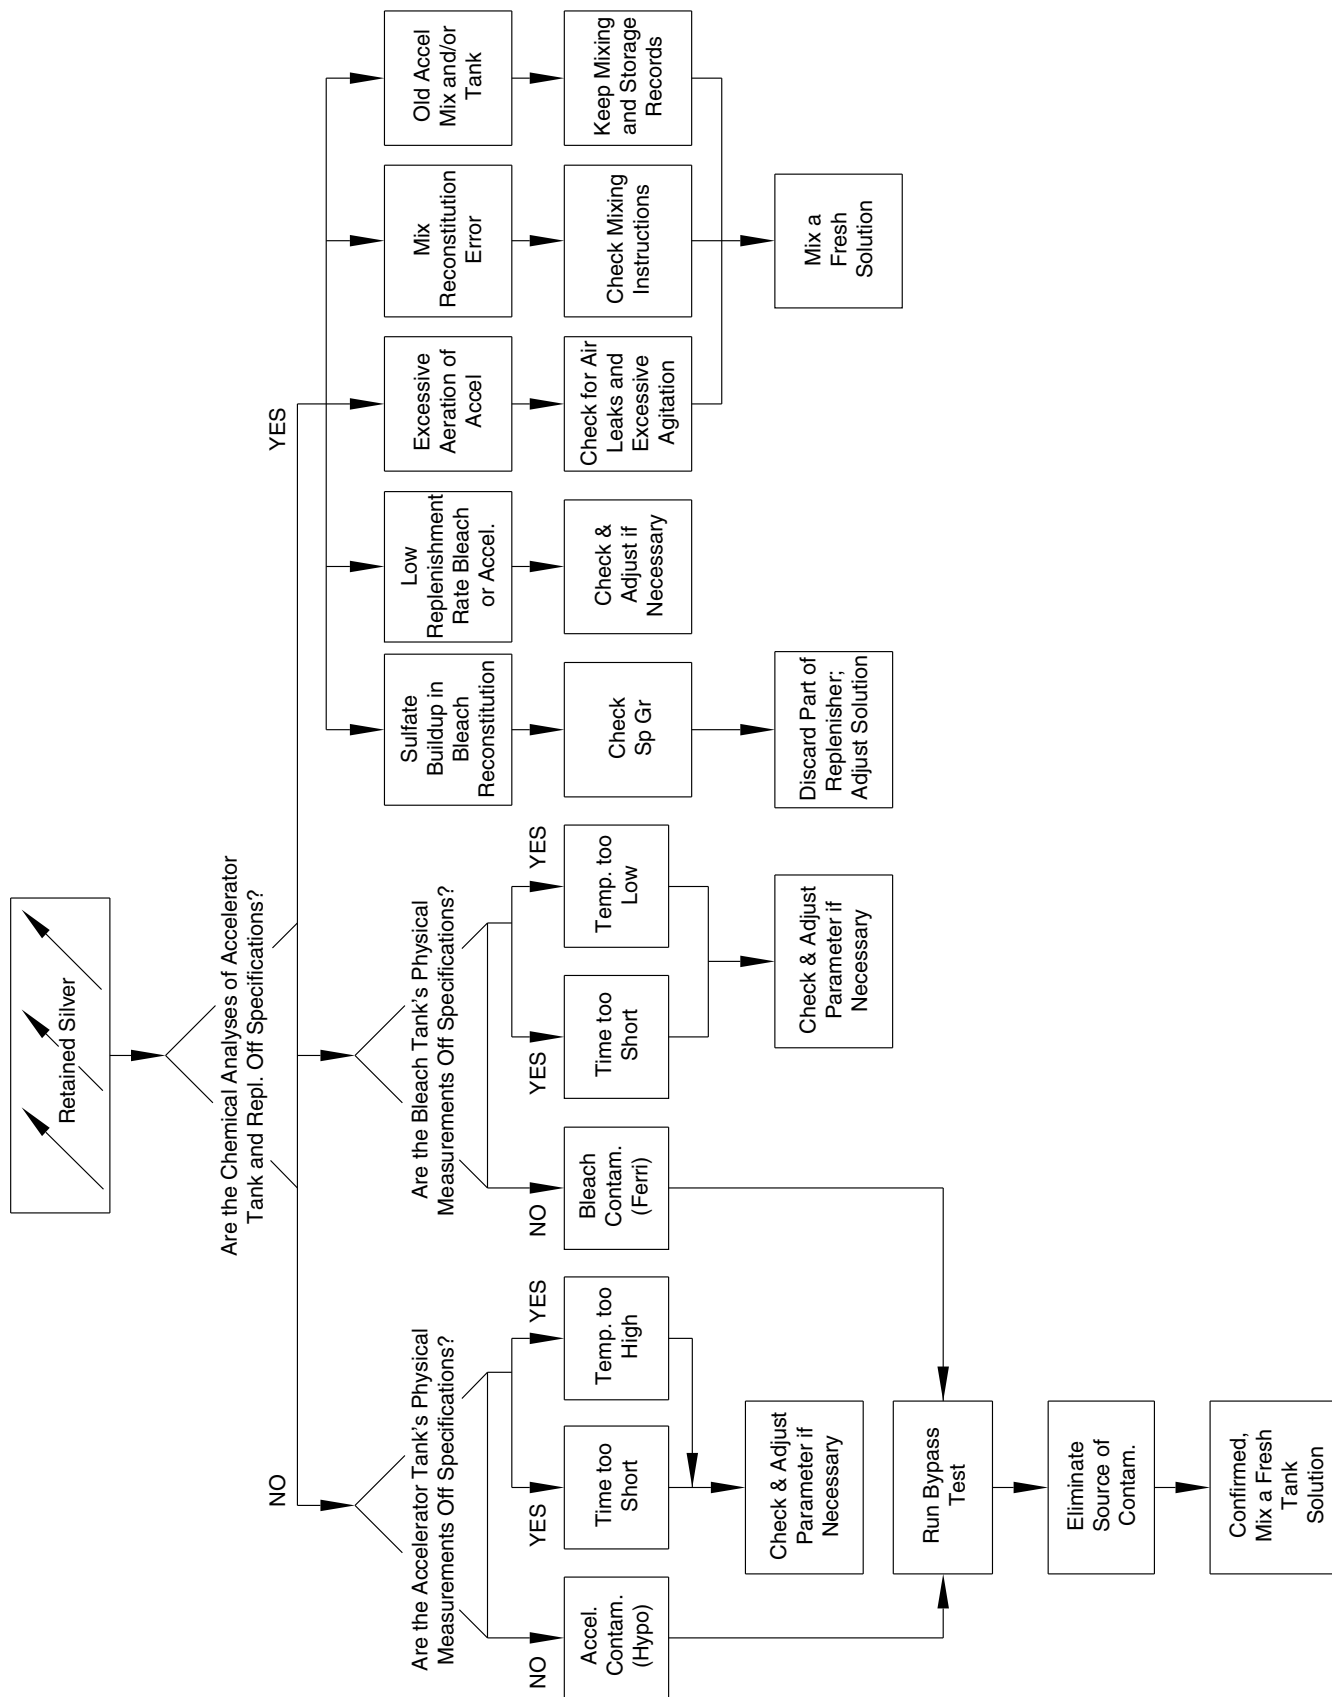 Retained Silver
Are the Chemical Analyses of Accelerator
Tank and Repl. Off Specifications?
NO
YES
Are the Accelerator Tank's Physical
Measurements Off Specifications?
Are the Bleach Tank's Physical
Measurements Off Specifications?
Sulfate
Buildup in
Bleach
Reconstitution
Low
Replenishment
Rate Bleach
or Accel.
Excessive
Aeration of
Accel
Mix
Reconstitution
Error
Old Accel
Mix and/or
Tank
NO
YES
YES
NO
YES
YES
Accel.
Contam.
(Hypo)
Time too
Short
Temp. too
High
Bleach
Contam.
(Ferri)
Time too
Short
Temp. too
Low
Check
Sp Gr
Check &
Adjust if
Necessary
Check for Air
Leaks and
Excessive
Agitation
Check Mixing
Instructions
Keep Mixing
and Storage
Records
Check & Adjust
Parameter if
Necessary
Check & Adjust
Parameter if
Necessary
Discard Part of
Replenisher;
Adjust Solution
Mix a
Fresh
Solution
Run Bypass
Test
Eliminate
Source of
Contam.
Confirmed,
Mix a Fresh
Tank
Solution